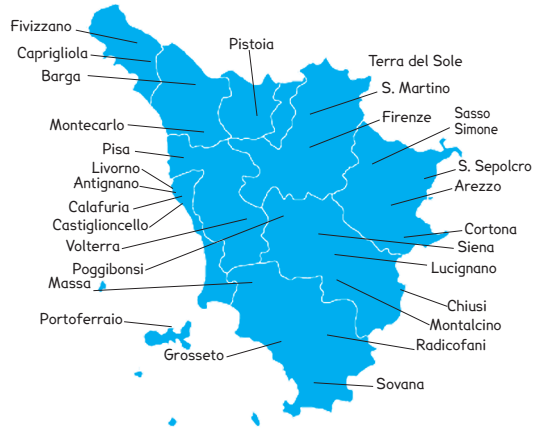 Fivizzano
Caprigliola
Barga
Pistoia
Terra del Sole
S. Martino
Firenze
Sasso
Simone
Montecarlo
Pisa
Livorno
Antignano
Calafuria
Castiglioncello
Volterra
Poggibonsi
Massa
Portoferraio
Grosseto
S. Sepolcro
Arezzo
Cortona
Siena
Lucignano
Chiusi
Montalcino
Radicofani
Sovana